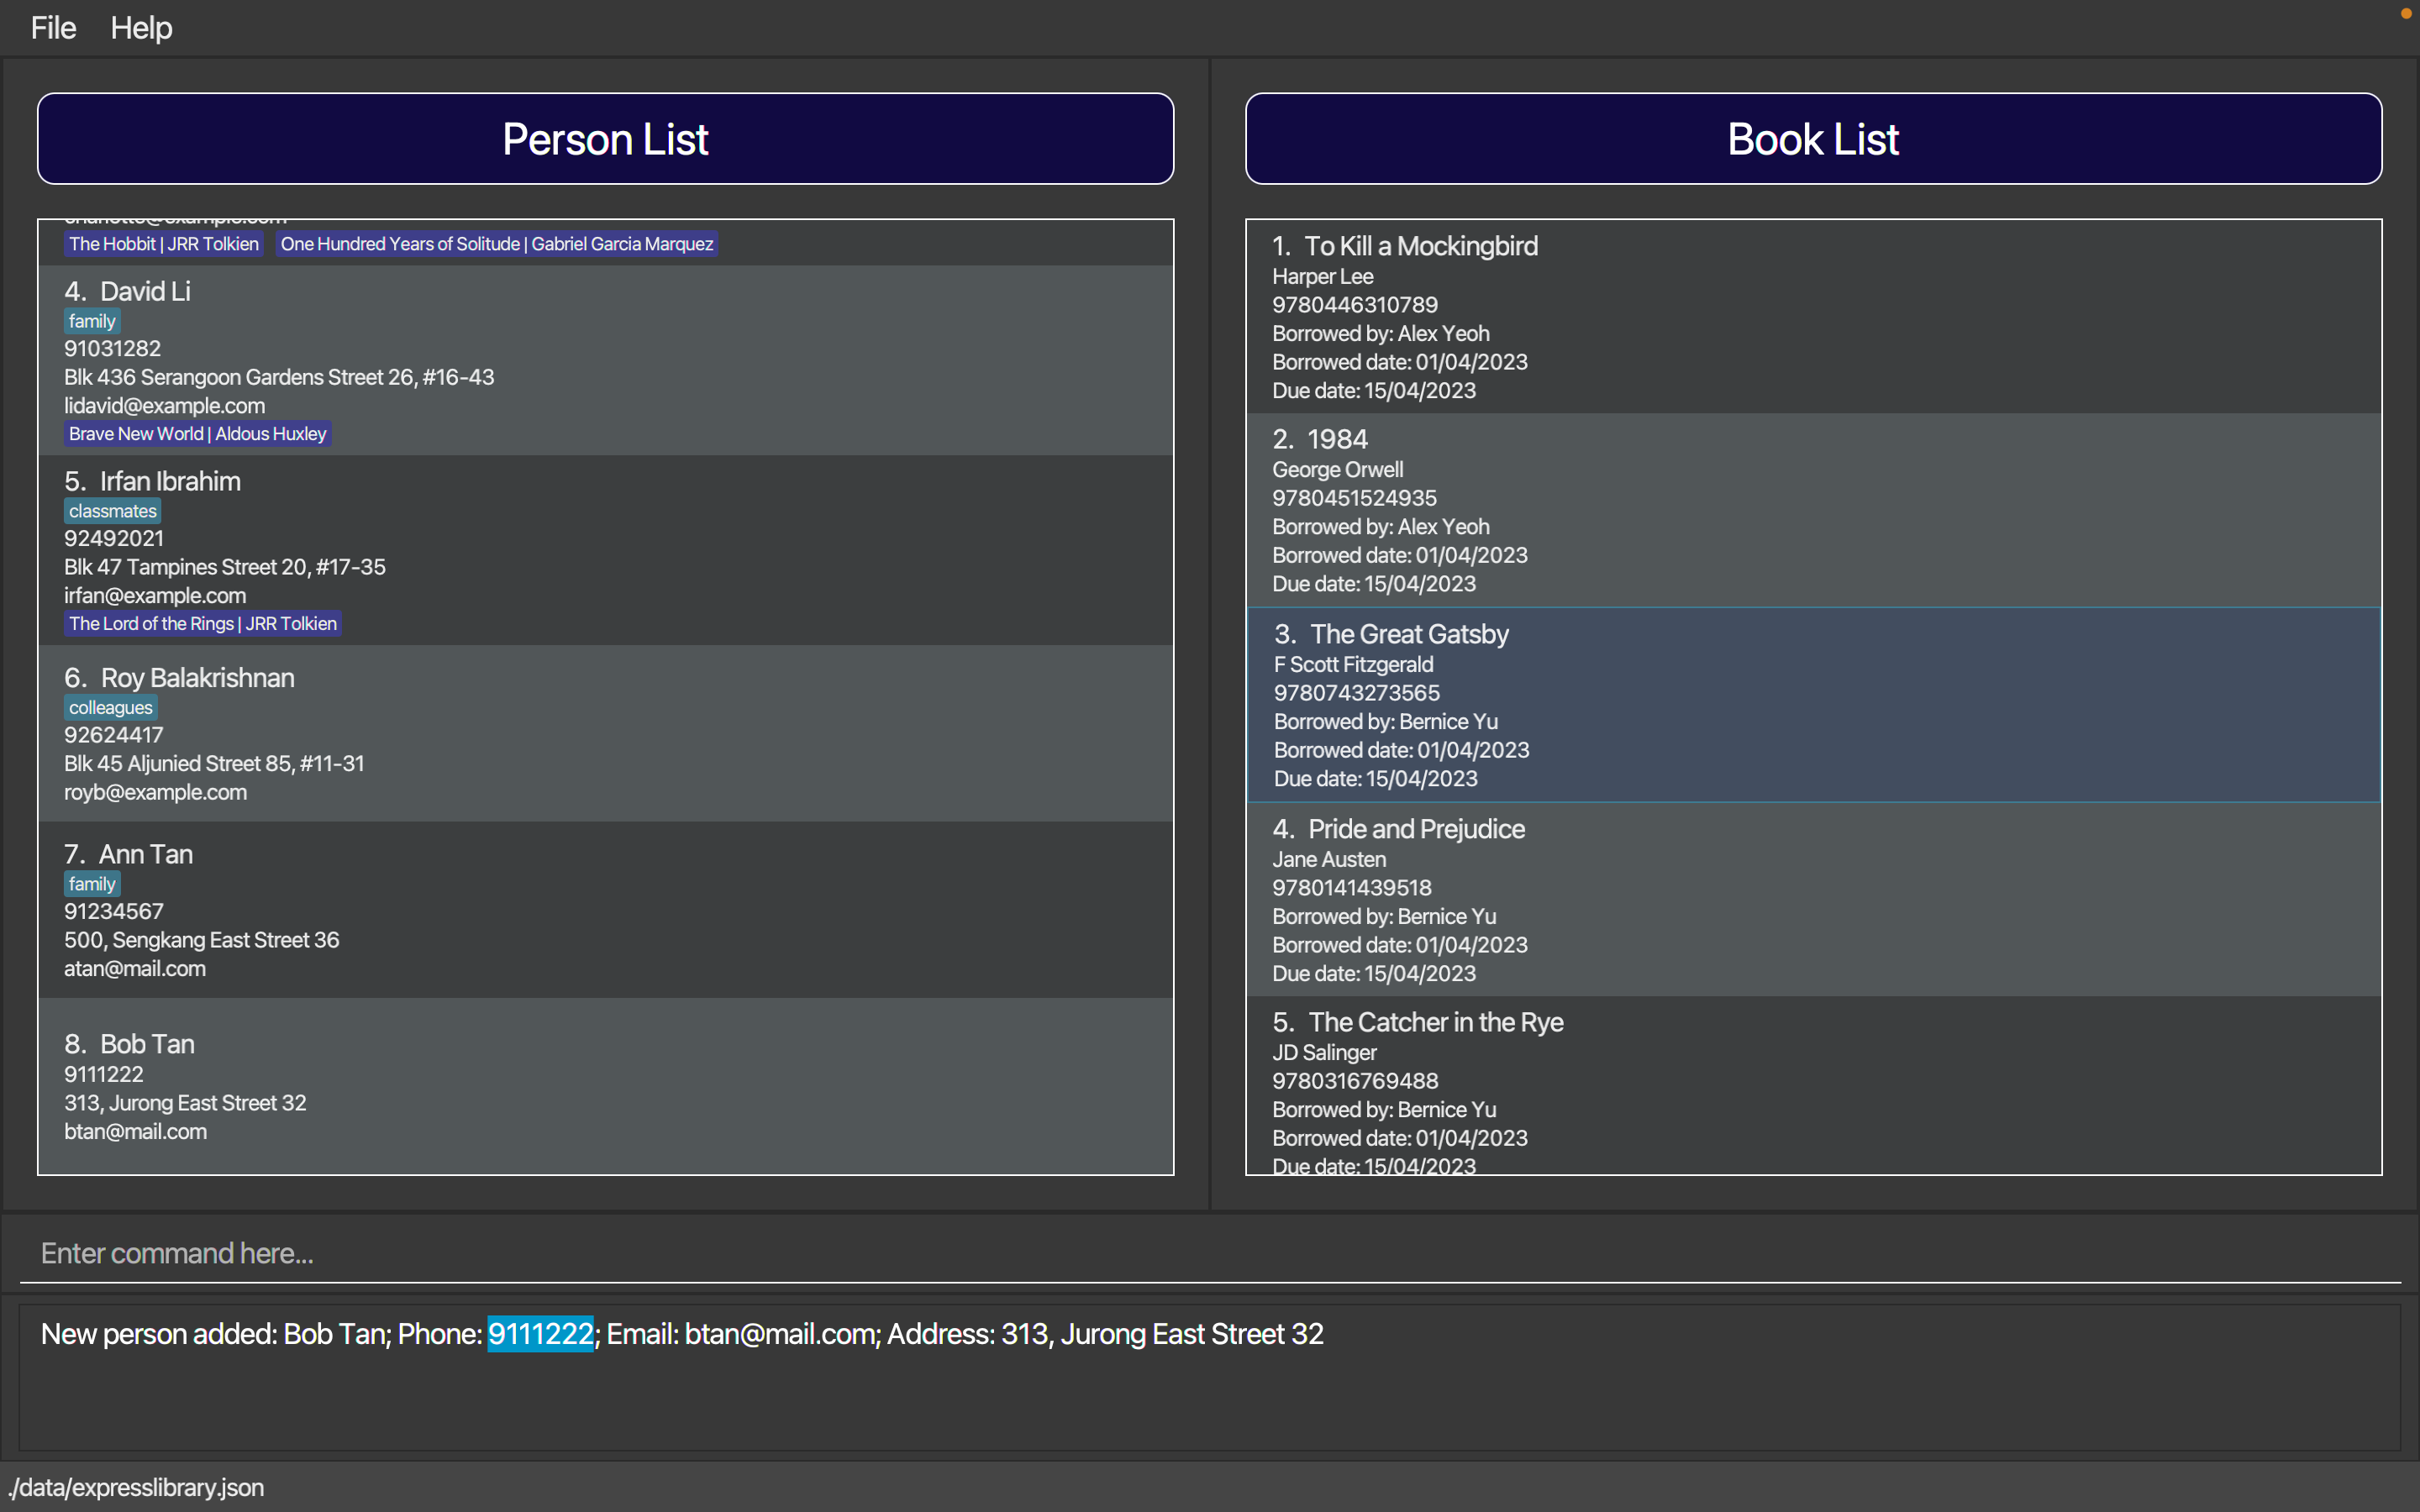 File Help
Person List
charlotte@example.com
The Hobbit | JRR Tolkien One Hundred Years of Solitude | Gabriel Garcia Marquez
4. David Li
family
91031282
Blk 436 Serangoon Gardens Street 26, #16-43
lidavid@example.com
Brave New World | Aldous Huxley
5. Irfan Ibrahim
classmates
92492021
Blk 47 Tampines Street 20, #17-35
irfan@example.com
The Lord of the Rings | JRR Tolkien
6. Roy Balakrishnan
colleagues
92624417
Blk 45 Aljunied Street 85, #11-31
royb@example.com
7. Ann Tan
family
91234567
500, Sengkang East Street 36
atan@mail.com
8. Bob Tan
9111222
313, Jurong East Street 32
btan@mail.com
Book List
1. To Kill a Mockingbird
Harper Lee
9780446310789
Borrowed by: Alex Yeoh
Borrowed date: 01/04/2023
Due date: 15/04/2023
2. 1984
George Orwell
9780451524935
Borrowed by: Alex Yeoh
Borrowed date: 01/04/2023
Due date: 15/04/2023
3. The Great Gatsby
F Scott Fitzgerald
9780743273565
Borrowed by: Bernice Yu
Borrowed date: 01/04/2023
Due date: 15/04/2023
4. Pride and Prejudice
Jane Austen
9780141439518
Borrowed by: Bernice Yu
Borrowed date: 01/04/2023
Due date: 15/04/2023
5. The Catcher in the Rye
JD Salinger
9780316769488
Borrowed by: Bernice Yu
Borrowed date: 01/04/2023
Due date: 15/04/2023
Enter command here...
New person added: Bob Tan; Phone: 9111222; Email: btan@mail.com; Address: 313, Jurong East Street 32
./data/expresslibrary.json